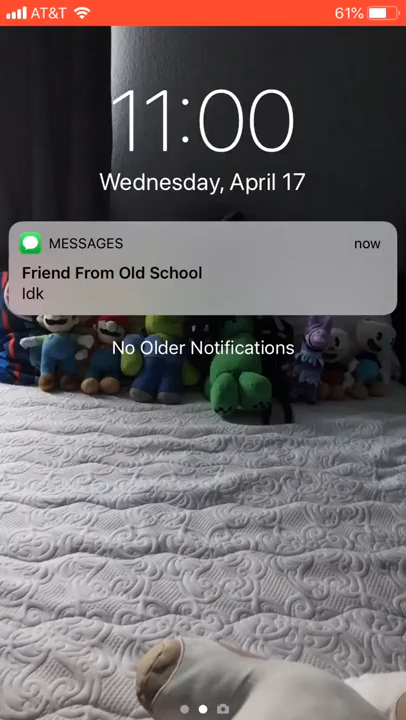 AT&T 61%
11:00
Wednesday, April 17
MESSAGES now
Friend From Old School
Idk
No Older Notifications